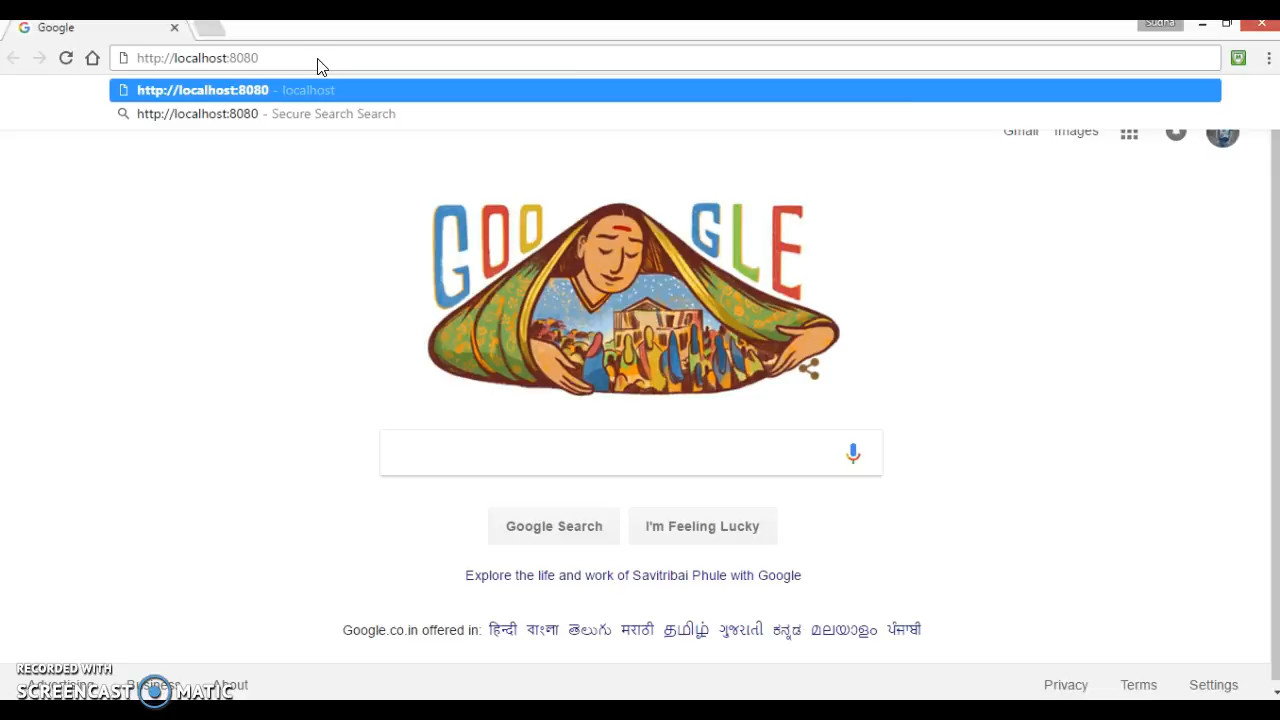 Google
Sudha
http://localhost:8080
http://localhost:8080 - localhost
http://localhost:8080 - Secure Search Search
Gmail Images
GOOGLE
Google Search I'm Feeling Lucky
Explore the life and work of Savitribai Phule with Google
Google.co.in offered in: हिन्दी বাংলা తెలుగు मराठी தமிழ் ગુજરાતી ಕನ್ನಡ മലയാളം ਪੰਜਾਬੀ
RECORDED WITH
SCREENCAST MATIC
Advertising Business About Privacy Terms Settings